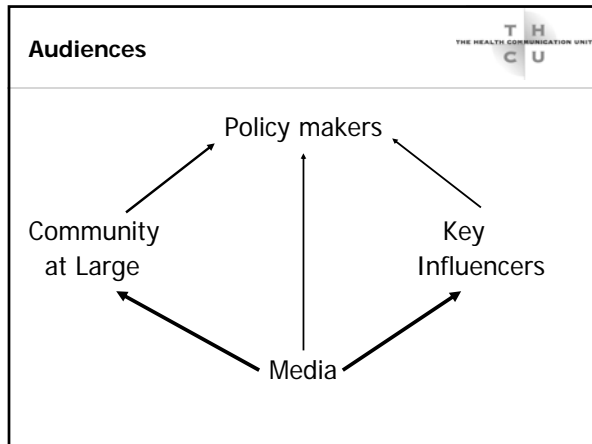 Audiences
T H
THE HEALTH COMMUNICATION UNIT
C U
Policy makers
Community
at Large
Key
Influencers
Media